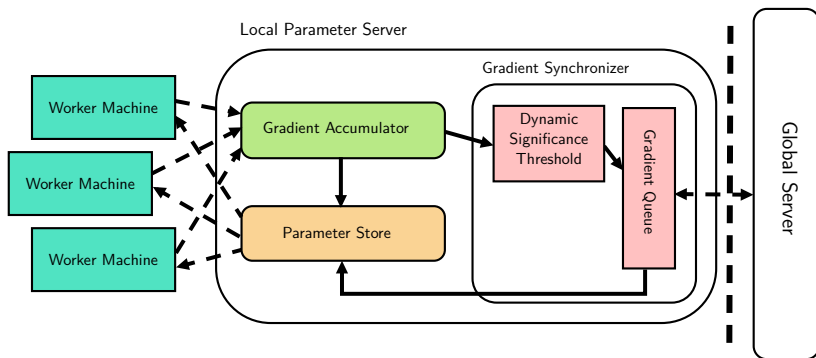 Local Parameter Server
Gradient Synchronizer
Worker Machine
Worker Machine
Worker Machine
Gradient Accumulator
Parameter Store
Dynamic
Significance
Threshold
Gradient Queue
Global Server